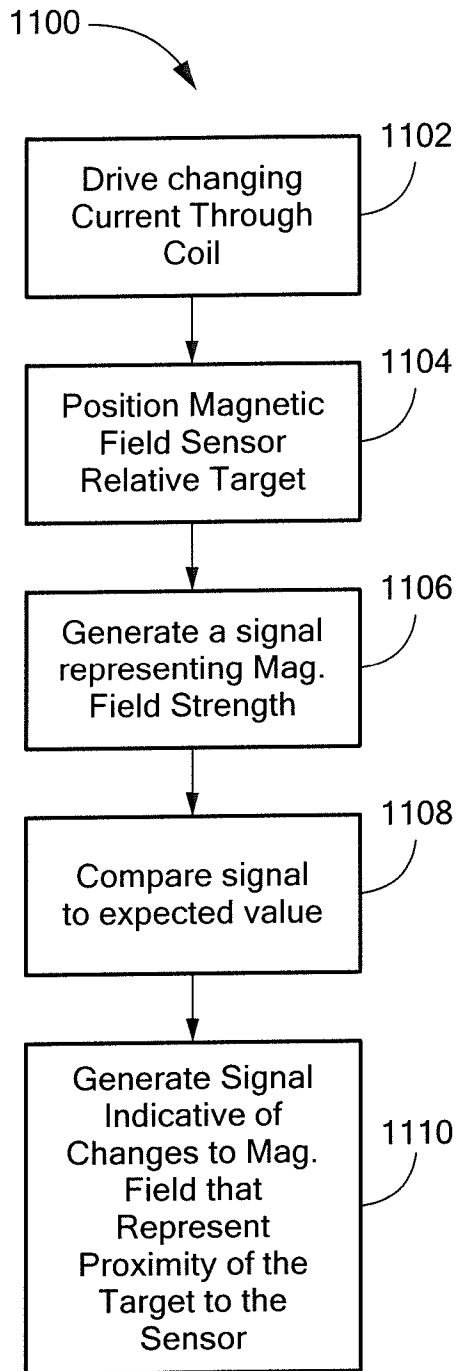 1100
1102
Drive changing
Current Through
Coil
1104
Position Magnetic
Field Sensor
Relative Target
1106
Generate a signal
representing Mag.
Field Strength
1108
Compare signal
to expected value
1110
Generate Signal
Indicative of
Changes to Mag.
Field that
Represent
Proximity of the
Target to the
Sensor